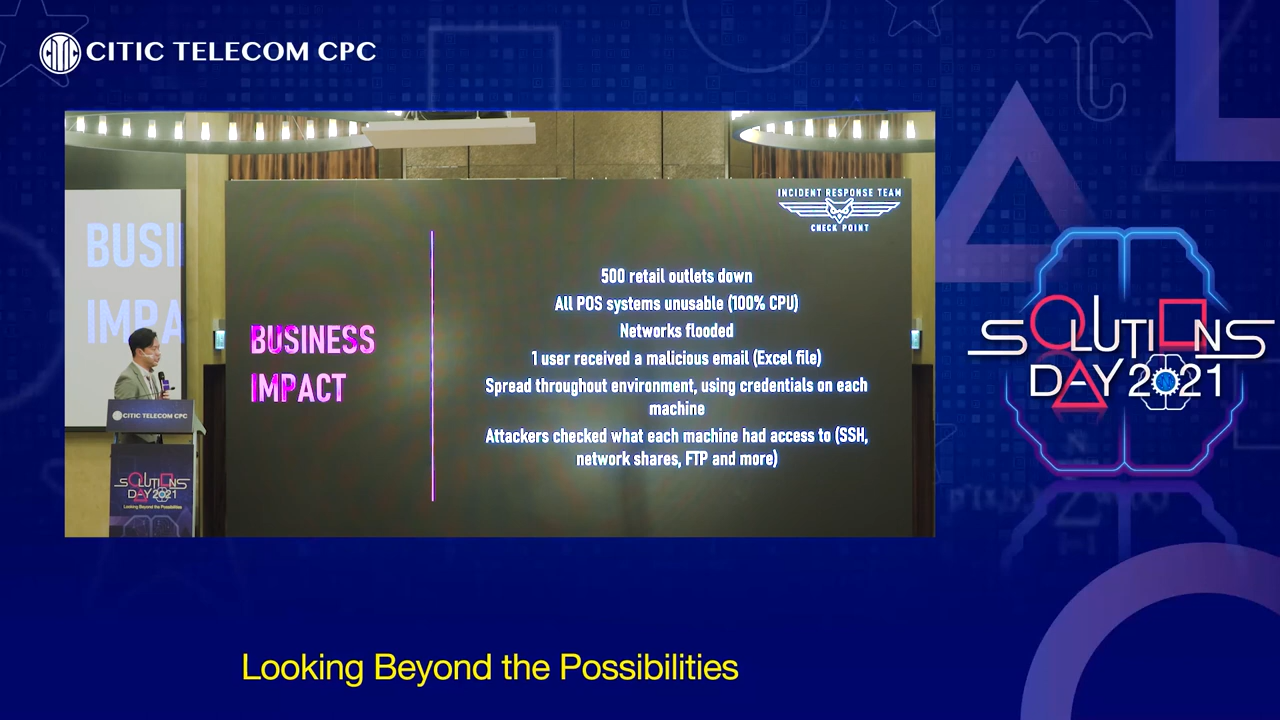 CITIC TELECOM CPC
INCIDENT RESPONSE TEAM
CHECK POINT
BUSI
IMPA
BUSINESS
IMPACT
500 retail outlets down
All POS systems unusable (100% CPU)
Networks flooded
1 user received a malicious email (Excel file)
Spread throughout environment, using credentials on each
machine
Attackers checked what each machine had access to (SSH,
network shares, FTP and more)
CITIC TELECOM CPC
SOLUTIONS
DAY 2021
Looking Beyond the Possibilities
SOLUTIONS
DAY 2021
Looking Beyond the Possibilities